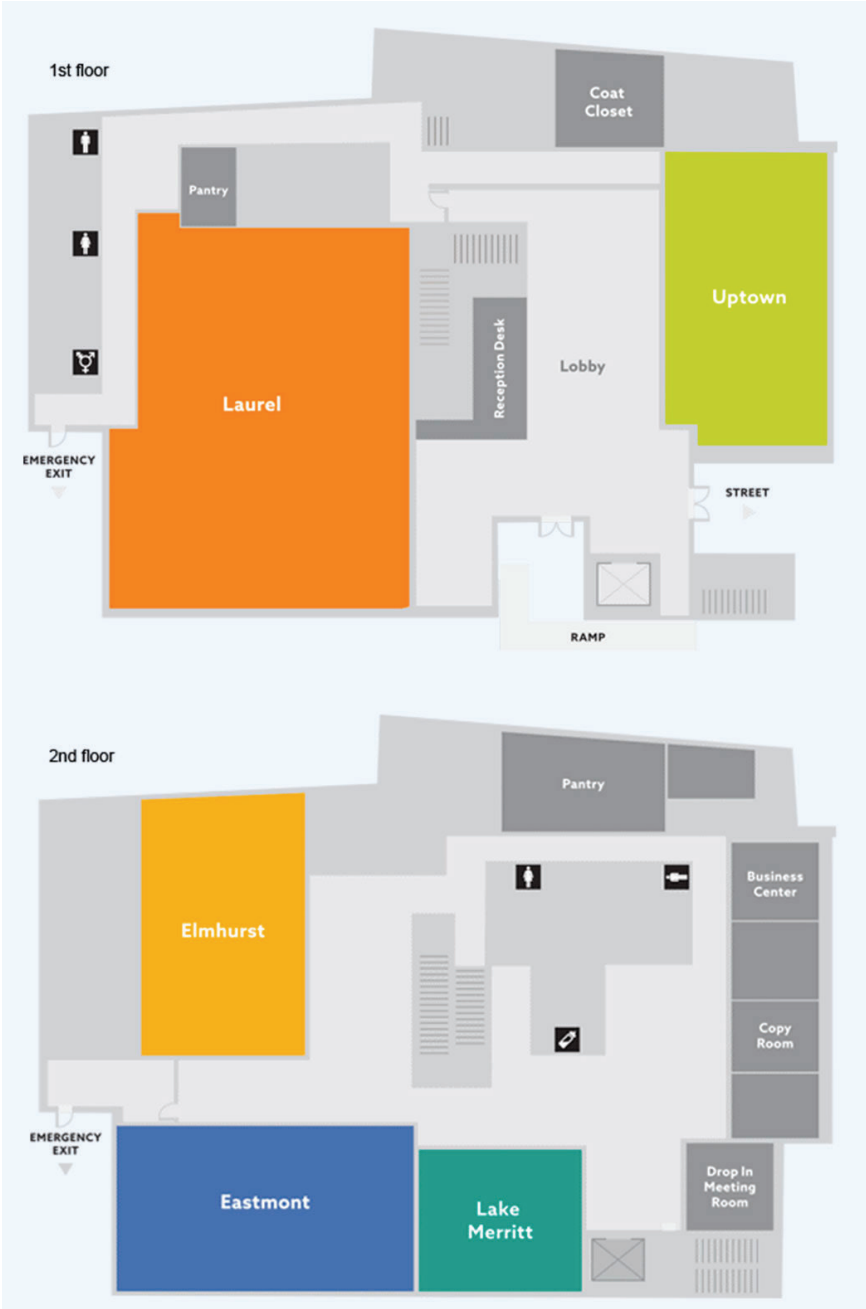 1st floor
Coat
Closet
Pantry
Uptown
Reception Desk
Lobby
Laurel
EMERGENCY
EXIT
STREET
RAMP
2nd floor
Pantry
Business
Center
Elmhurst
Copy
Room
EMERGENCY
EXIT
Eastmont
Lake
Merritt
Drop In
Meeting
Room